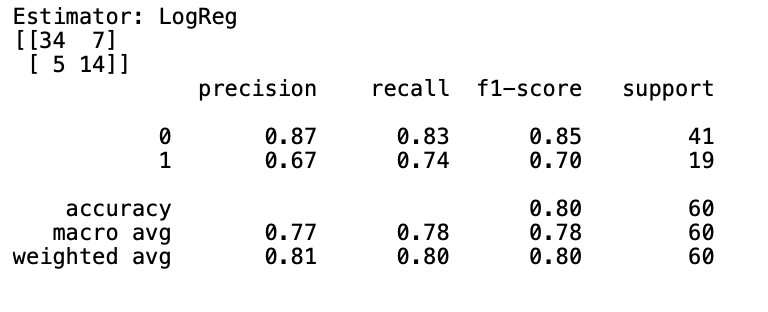 Estimator: LogReg
[[34  7]
 [ 5 14]]
              precision    recall  f1-score   support

           0       0.87      0.83      0.85        41
           1       0.67      0.74      0.70        19

    accuracy                           0.80        60
   macro avg       0.77      0.78      0.78        60
weighted avg       0.81      0.80      0.80        60